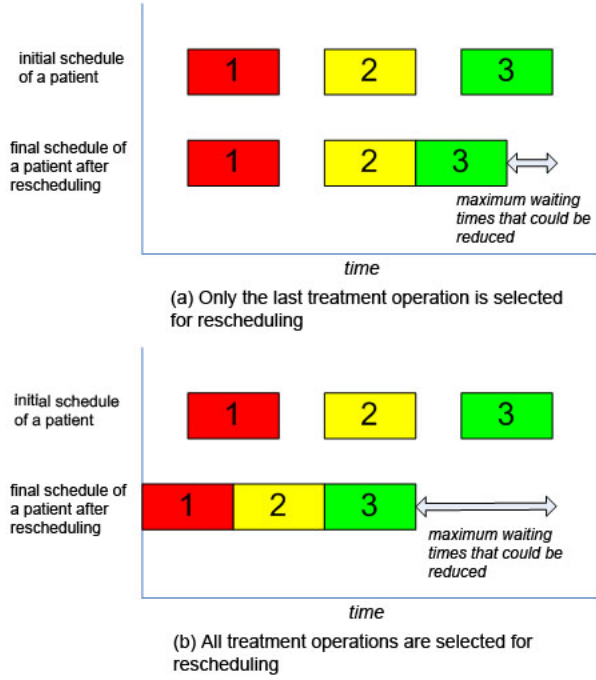 initial schedule
of a patient
1
2
3
final schedule of
a patient after
rescheduling
1
2
3
maximum waiting
times that could be
reduced
time
(a) Only the last treatment operation is selected
for rescheduling
initial schedule
of a patient
1
2
3
final schedule of
a patient after
rescheduling
1
2
3
maximum waiting
times that could be
reduced
time
(b) All treatment operations are selected for
rescheduling